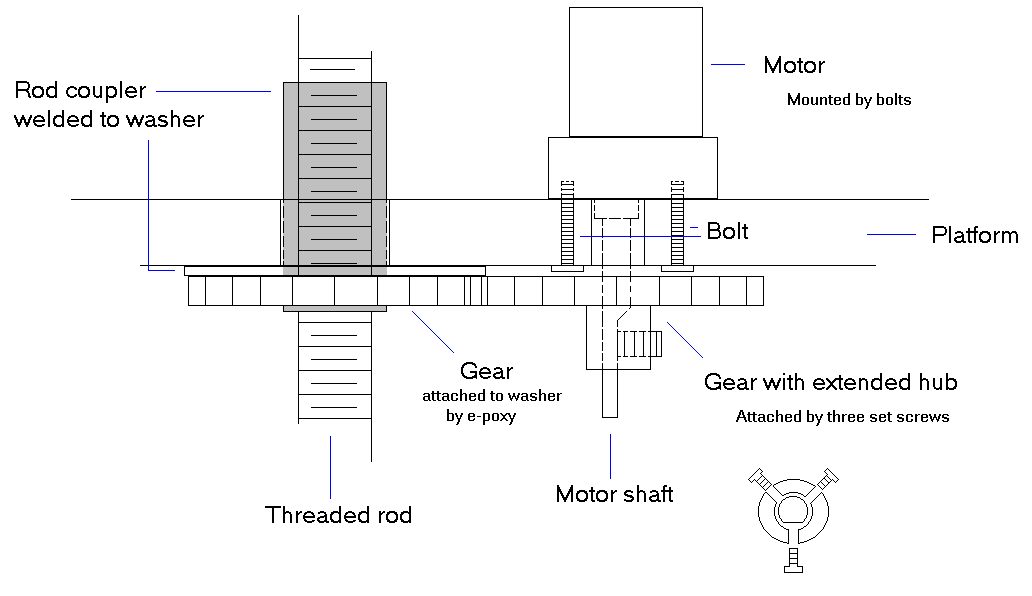 Rod coupler
welded to washer
Motor
Mounted by bolts
Bolt
Platform
Gear
attached to washer
by e-poxy
Gear with extended hub
Attached by three set screws
Motor shaft
Threaded rod